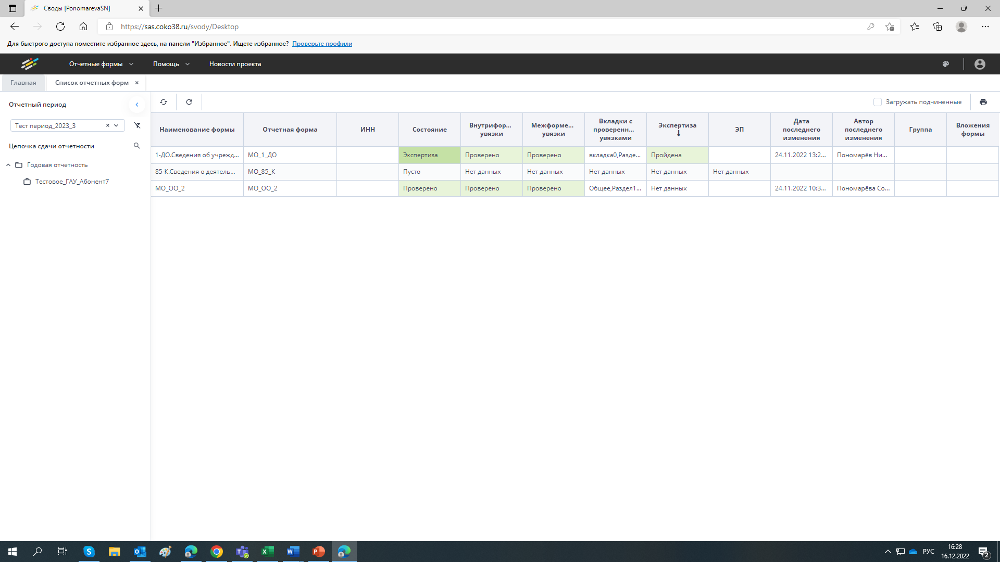 Своды [PonomarevaSN]
https://sas.coko38.ru/svody/Desktop
Для быстрого доступа поместите избранное здесь, на панели "Избранное". Ищете избранное? Проверьте профили
Отчетные формы Помощь Новости проекта
Главная Список отчетных форм
Отчетный период
Загружать подчиненные
Тест период_2023_3
Цепочка сдачи отчетности
Годовая отчетность
Тестовое_ГАУ_Абонент7
Наименование формы Отчетная форма ИНН Состояние Внутрифор... увязки Межформе... увязки Вкладки с проверенн... увязками Экспертиза ЭП Дата последнего изменения Автор последнего изменения Группа Вложения формы
1-ДО.Сведения об учрежд... МО_1_ДО Экспертиза Проверено Проверено вкладка0,Разде... Пройдена 24.11.2022 13:2... Пономарёв Ни...
85-К.Сведения о деятель... МО_85_К Пусто Нет данных Нет данных Нет данных Нет данных Нет данных
МО_ОО_2 МО_ОО_2 Проверено Проверено Проверено Общее,Раздел1... Нет данных 24.11.2022 10:3... Пономарёва Со...
РУС
16:28
16.12.2022
2